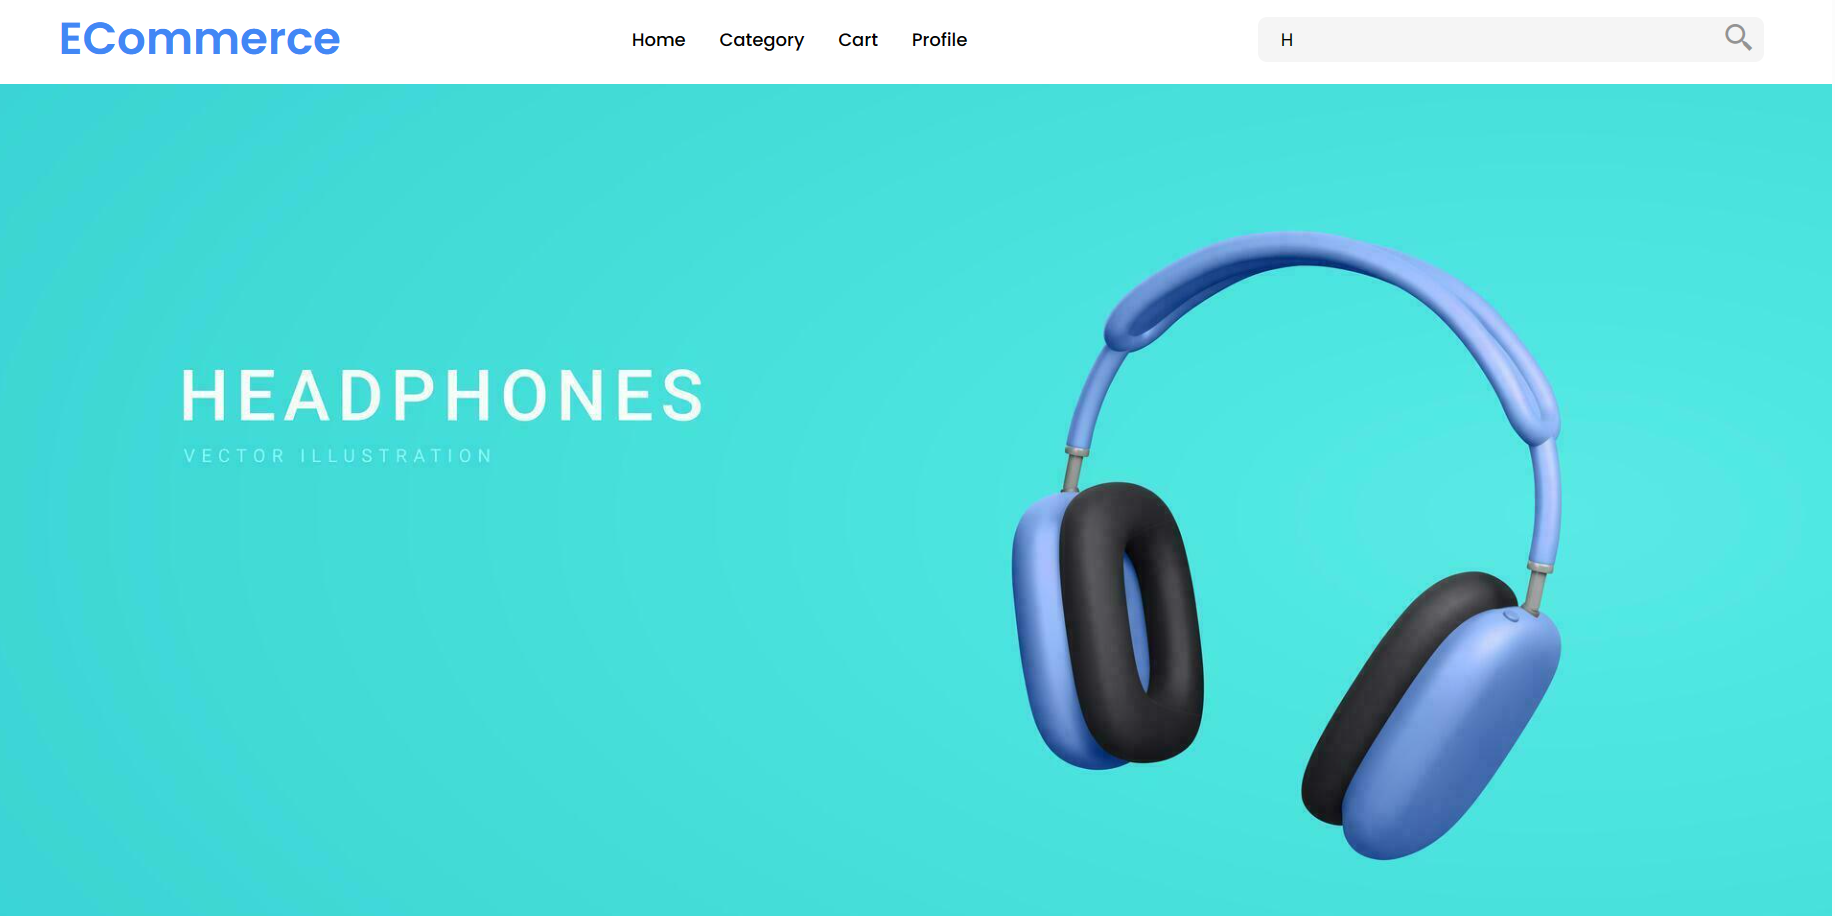 ECommerce
Home Category Cart Profile
H
HEADPHONES
VECTOR ILLUSTRATION